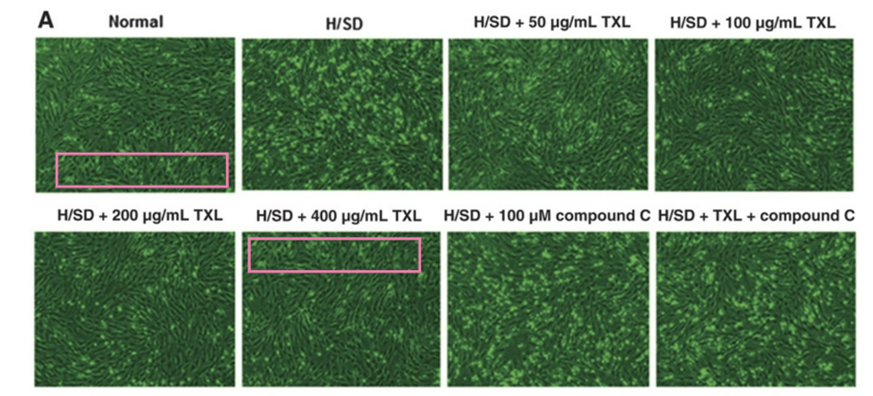 A
Normal
H/SD
H/SD + 50 µg/mL TXL
H/SD + 100 µg/mL TXL
H/SD + 200 µg/mL TXL
H/SD + 400 µg/mL TXL
H/SD + 100 µM compound C
H/SD + TXL + compound C